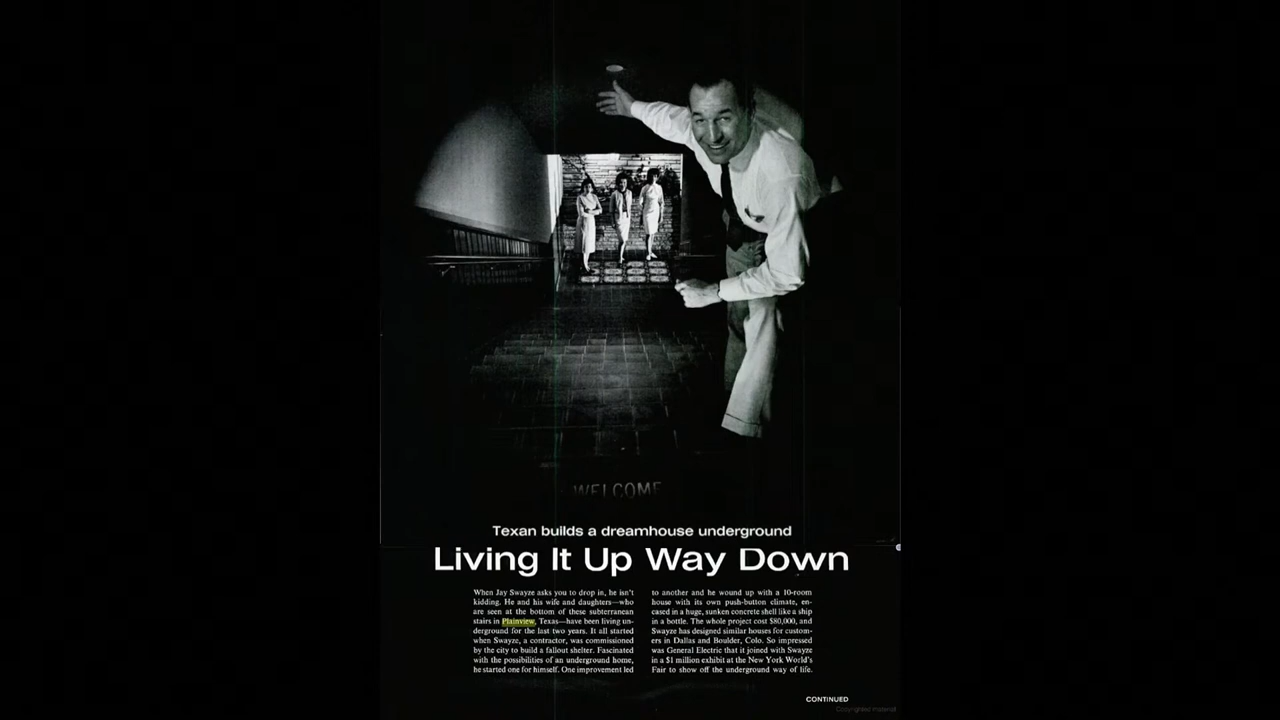 WELCOME
Texan builds a dreamhouse underground
Living It Up Way Down
When Jay Swayze asks you to drop in, he isn't
kidding. He and his wife and daughters—who
are seen at the bottom of these subterranean
stairs in Plainview, Texas—have been living un-
derground for the last two years. It all started
when Swayze, a contractor, was commissioned
by the city to build a fallout shelter. Fascinated
with the possibilities of an underground home,
he started one for himself. One improvement led
to another and he wound up with a 10-room
house with its own push-button climate, en-
cased in a huge, sunken concrete shell like a ship
in a bottle. The whole project cost $80,000, and
Swayze has designed similar houses for custom-
ers in Dallas and Boulder, Colo. So impressed
was General Electric that it joined with Swayze
in a $1 million exhibit at the New York World's
Fair to show off the underground way of life.
CONTINUED
Copyrighted material